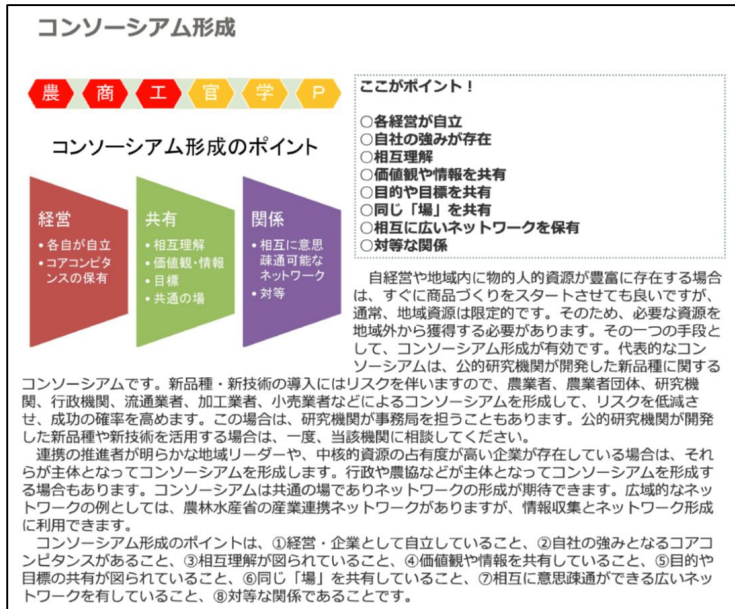 コンソーシアム形成
農 商 工 官 学 P
コンソーシアム形成のポイント
経営
• 各自が自立
• コアコンピタ
ンスの保有
共有
• 相互理解
• 価値観・情報
• 目標
• 共通の場
関係
• 相互に意思
疎通可能な
ネットワーク
• 対等
ここがポイント！
○各経営が自立
○自社の強みが存在
○相互理解
○価値観や情報を共有
○目的や目標を共有
○同じ「場」を共有
○相互に広いネットワークを保有
○対等な関係
自経営や地域内に物的人的資源が豊富に存在する場合
は、すぐに商品づくりをスタートさせても良いですが、
通常、地域資源は限定的です。そのため、必要な資源を
地域外から獲得する必要があります。その一つの手段と
して、コンソーシアム形成が有効です。代表的なコン
ソーシアムは、公的研究機関が開発した新品種に関する
コンソーシアムです。新品種・新技術の導入にはリスクを伴いますので、農業者、農業者団体、研究機
関、行政機関、流通業者、加工業者、小売業者などによるコンソーシアムを形成して、リスクを低減さ
せ、成功の確率を高めます。この場合は、研究機関が事務局を担うこともあります。公的研究機関が開発
した新品種や新技術を活用する場合は、一度、当該機関に相談してください。
連携の推進者が明らかな地域リーダーや、中核的資源の占有度が高い企業が存在している場合は、それ
らが主体となってコンソーシアムを形成します。行政や農協などが主体となってコンソーシアムを形成す
る場合もあります。コンソーシアムは共通の場でありネットワークの形成が期待できます。広域的なネッ
トワークの例としては、農林水産省の産業連携ネットワークがありますが、情報収集とネットワーク形成
に利用できます。
コンソーシアム形成のポイントは、①経営・企業として自立していること、②自社の強みとなるコアコ
ンピタンスがあること、③相互理解が図られていること、④価値観や情報を共有していること、⑤目的や
目標の共有が図られていること、⑥同じ「場」を共有していること、⑦相互に意思疎通ができる広いネッ
トワークを有していること、⑧対等な関係であることです。